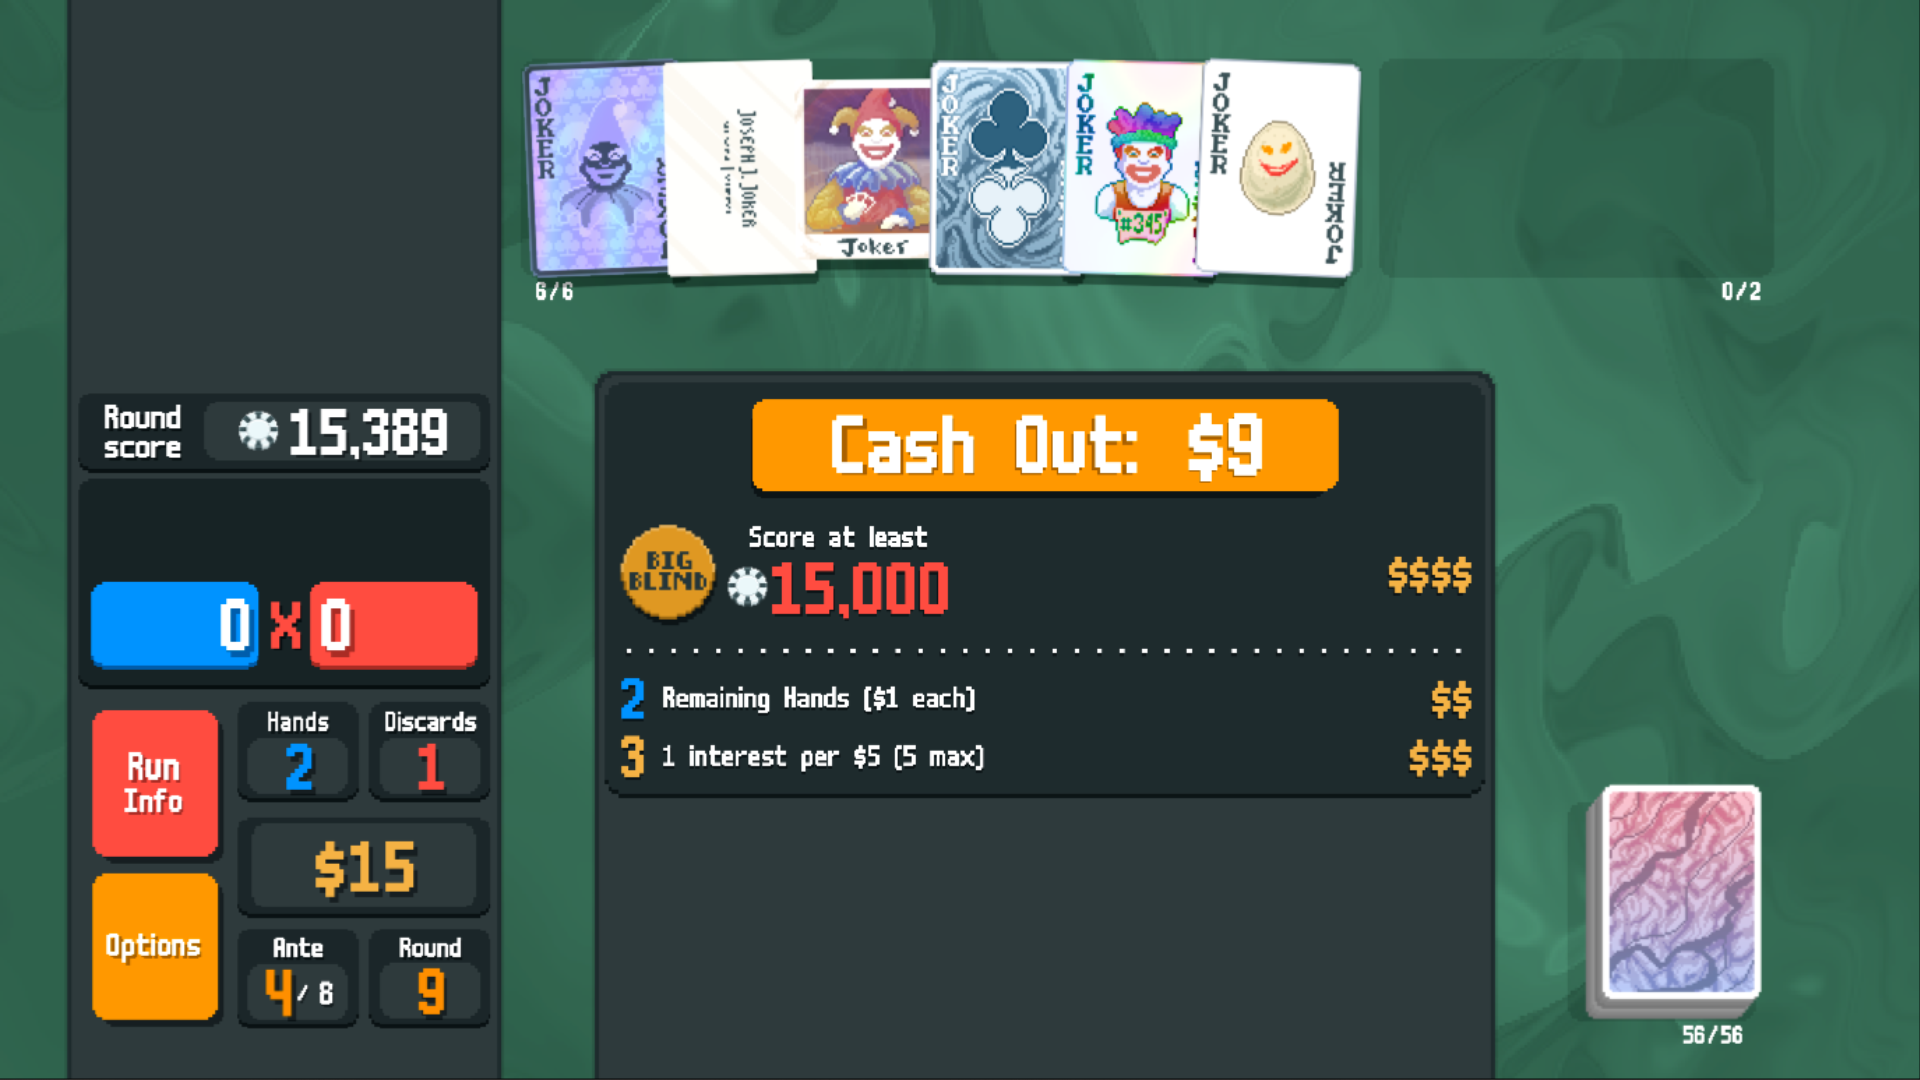 JOKER
JOSEPH J. JOKER
Joker
JOKER
JOKER
#345
JOKER
JOKER
6/6
0/2
Round
score
15,389
0 X 0
Run
Info
Options
Hands
2
Discards
1
$15
Ante
4/8
Round
9
Cash Out: $9
BIG
BLIND
Score at least
15,000
$$$$
2 Remaining Hands ($1 each) $$
3 1 interest per $5 (5 max) $$$
56/56